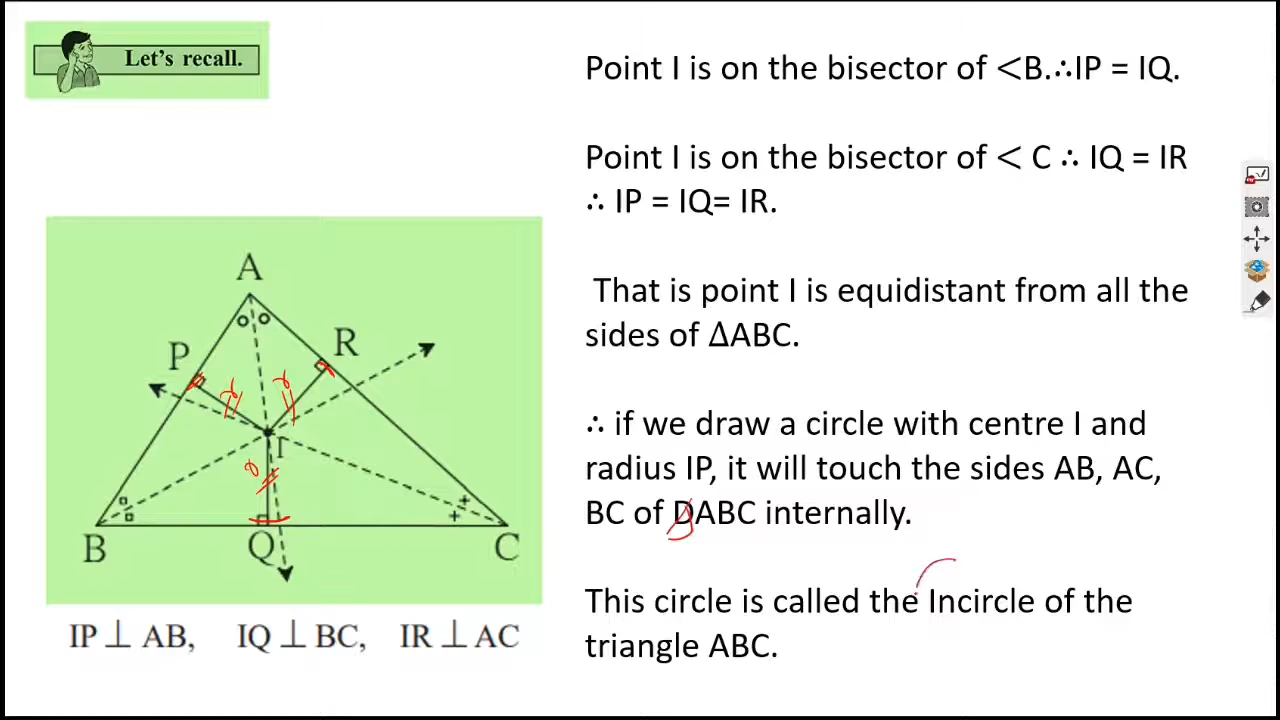 Let's recall.
Point I is on the bisector of <B.∴IP = IQ.
Point I is on the bisector of < C ∴ IQ = IR
∴ IP = IQ= IR.
That is point I is equidistant from all the
sides of ΔABC.
∴ if we draw a circle with centre I and
radius IP, it will touch the sides AB, AC,
BC of DABC internally.
This circle is called the Incircle of the
triangle ABC.
A
P
R
I
B
Q
C
IP ⊥ AB, IQ ⊥ BC, IR ⊥ AC